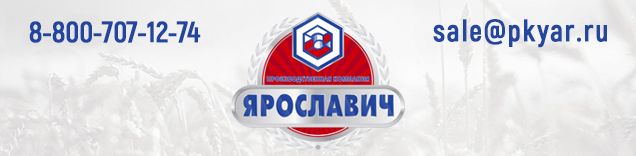 8-800-707-12-74
sale@pkyar.ru
ПРОИЗВОДСТВЕННАЯ КОМПАНИЯ
ЯРОСЛАВИЧ